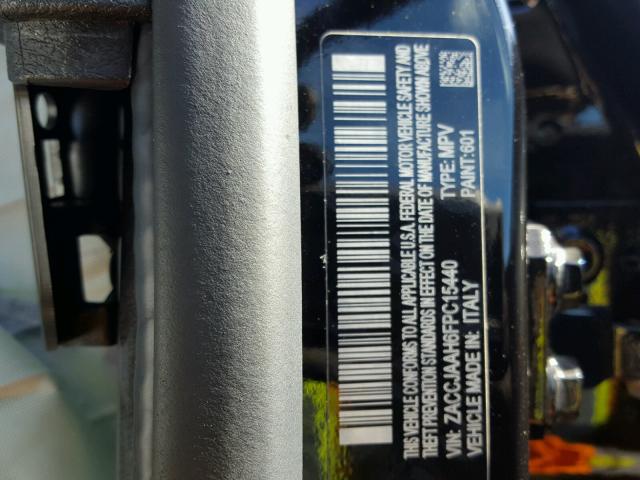 THIS VEHICLE CONFORMS TO ALL APPLICABLE U.S.A. FEDERAL MOTOR VEHICLE SAFETY AND
THEFT PREVENTION STANDARDS IN EFFECT ON THE DATE OF MANUFACTURE SHOWN ABOVE
VIN: ZACCJAAH6FPC15440 TYPE: MPV
VEHICLE MADE IN: ITALY PAINT: 601